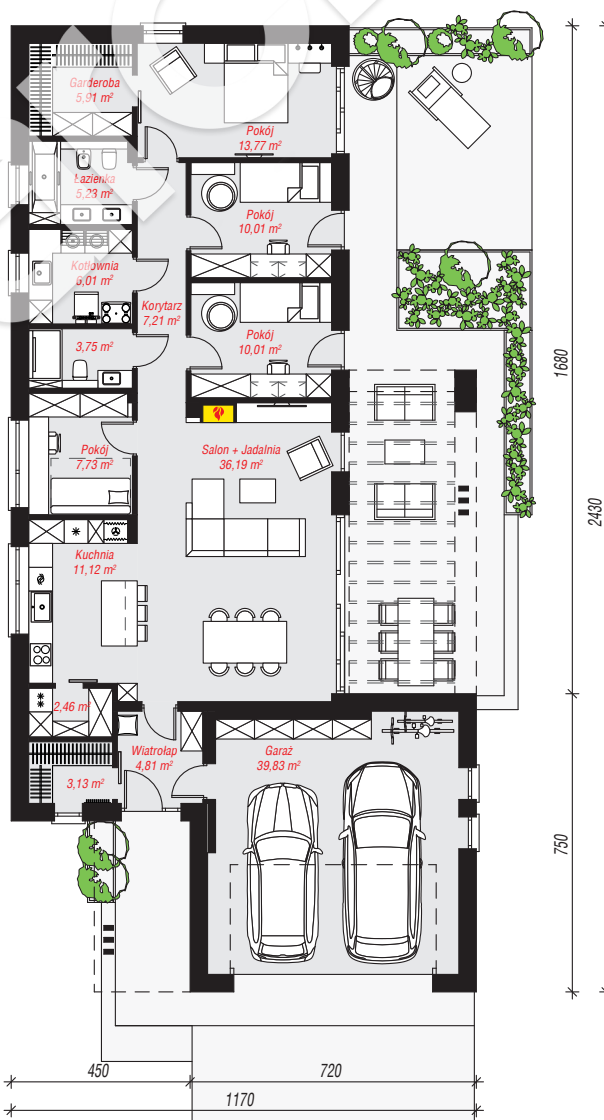 Garderoba
5,91 m²
Pokój
13,77 m²
Łazienka
5,23 m²
Pokój
10,01 m²
Kotłownia
6,01 m²
Korytarz
7,21 m²
3,75 m²
Pokój
10,01 m²
1680
Pokój
7,73 m²
Salon + Jadalnia
36,19 m²
2430
Kuchnia
11,12 m²
2,46 m²
Wiatrołap
4,81 m²
Garaż
39,83 m²
3,13 m²
750
450
720
1170